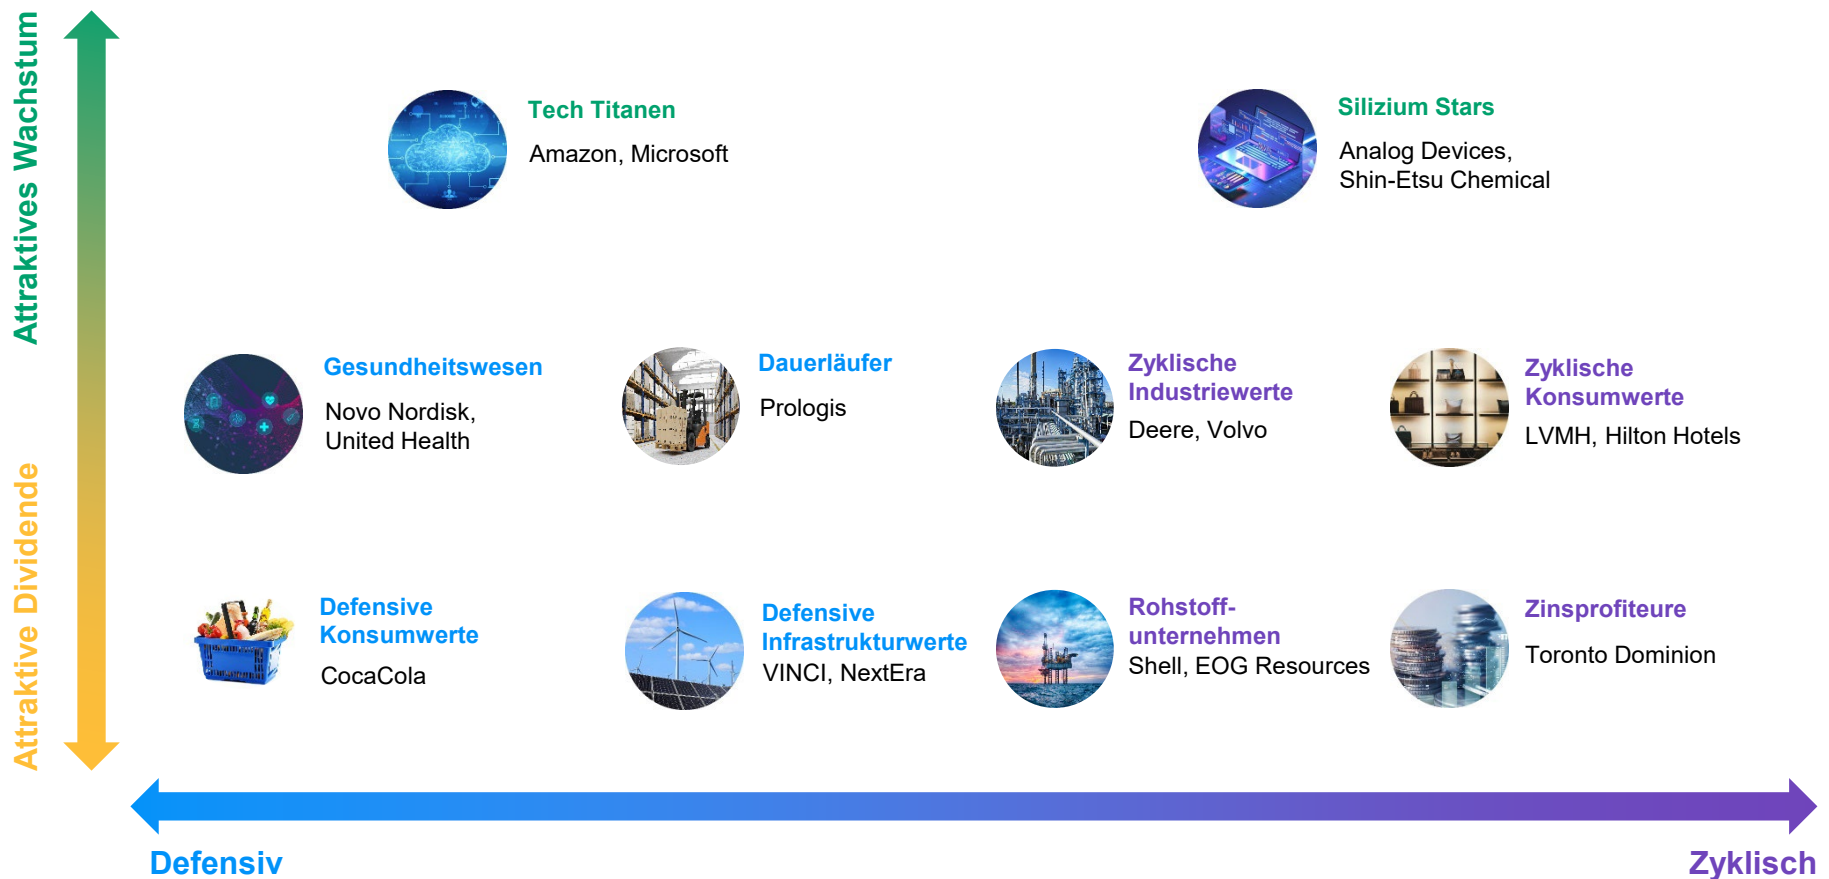 Attraktives Wachstum
Attraktive Dividende
Tech Titanen
Amazon, Microsoft
Silizium Stars
Analog Devices,
Shin-Etsu Chemical
Gesundheitswesen
Novo Nordisk,
United Health
Dauerläufer
Prologis
Zyklische
Industriewerte
Deere, Volvo
Zyklische
Konsumwerte
LVMH, Hilton Hotels
Defensive
Konsumwerte
CocaCola
Defensive
Infrastrukturwerte
VINCI, NextEra
Rohstoff-
unternehmen
Shell, EOG Resources
Zinsprofiteure
Toronto Dominion
Defensiv
Zyklisch